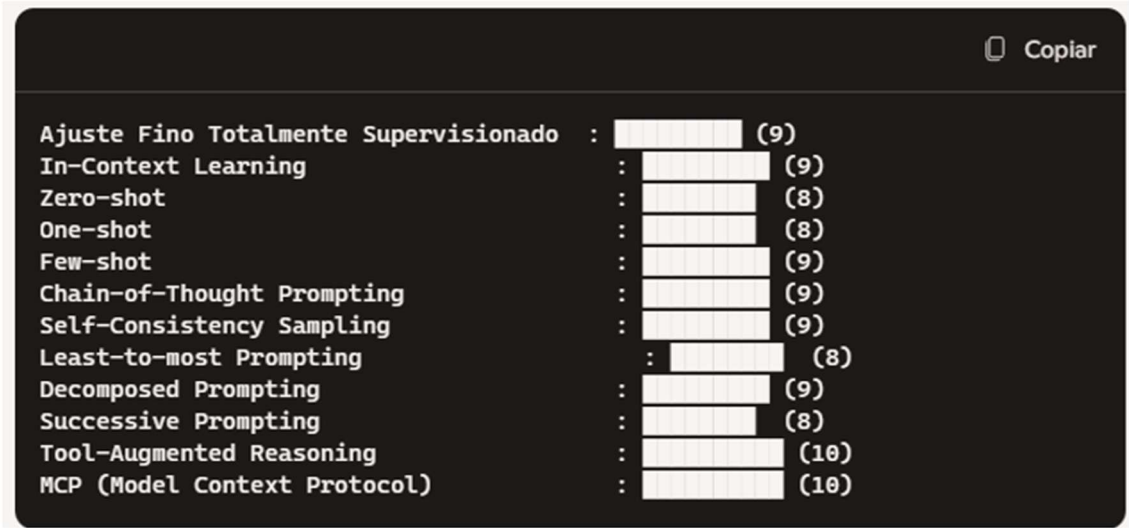 Copiar
Ajuste Fino Totalmente Supervisionado : █████████ (9)
In-Context Learning : █████████ (9)
Zero-shot : ████████ (8)
One-shot : ████████ (8)
Few-shot : █████████ (9)
Chain-of-Thought Prompting : █████████ (9)
Self-Consistency Sampling : █████████ (9)
Least-to-most Prompting : ████████ (8)
Decomposed Prompting : █████████ (9)
Successive Prompting : ████████ (8)
Tool-Augmented Reasoning : ██████████ (10)
MCP (Model Context Protocol) : ██████████ (10)